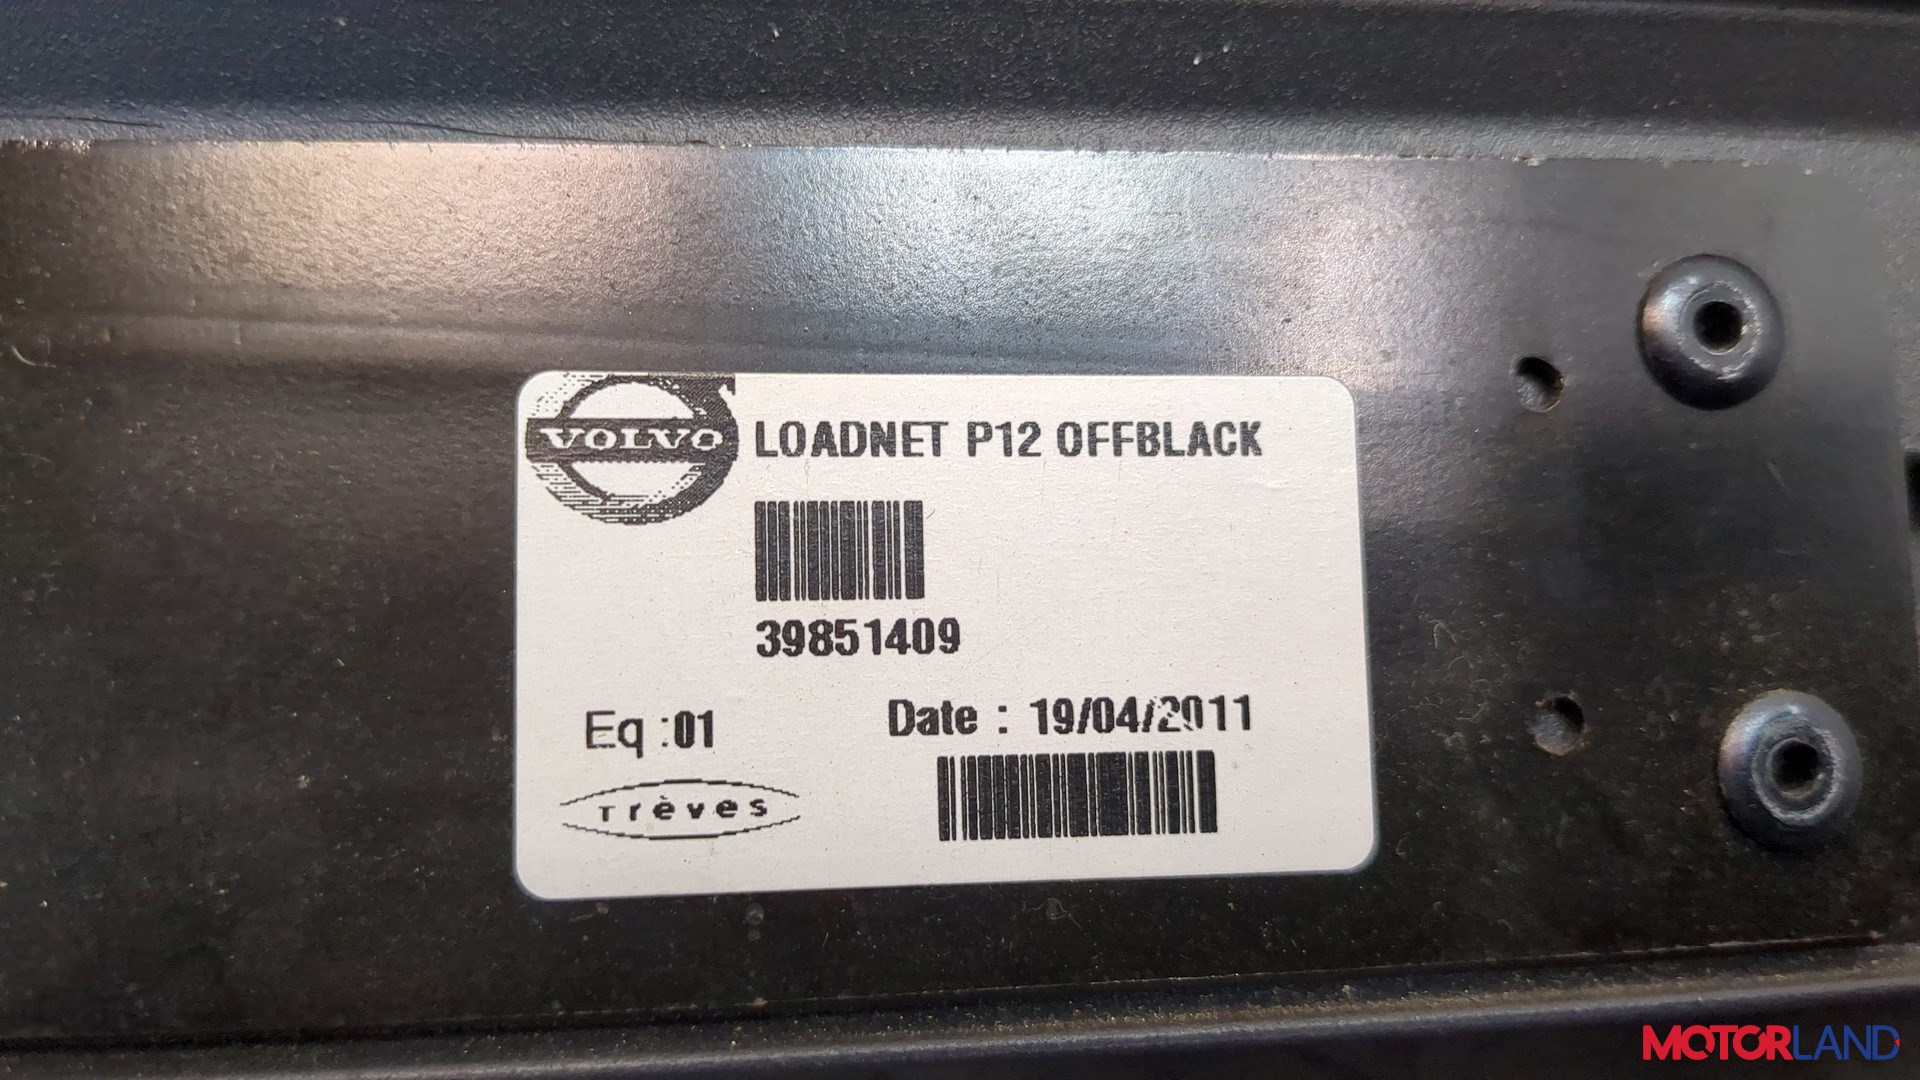 VOLVO
LOADNET P12 OFFBLACK
39851409
Eq :01
Date : 19/04/2011
Trèves
MOTORLAND